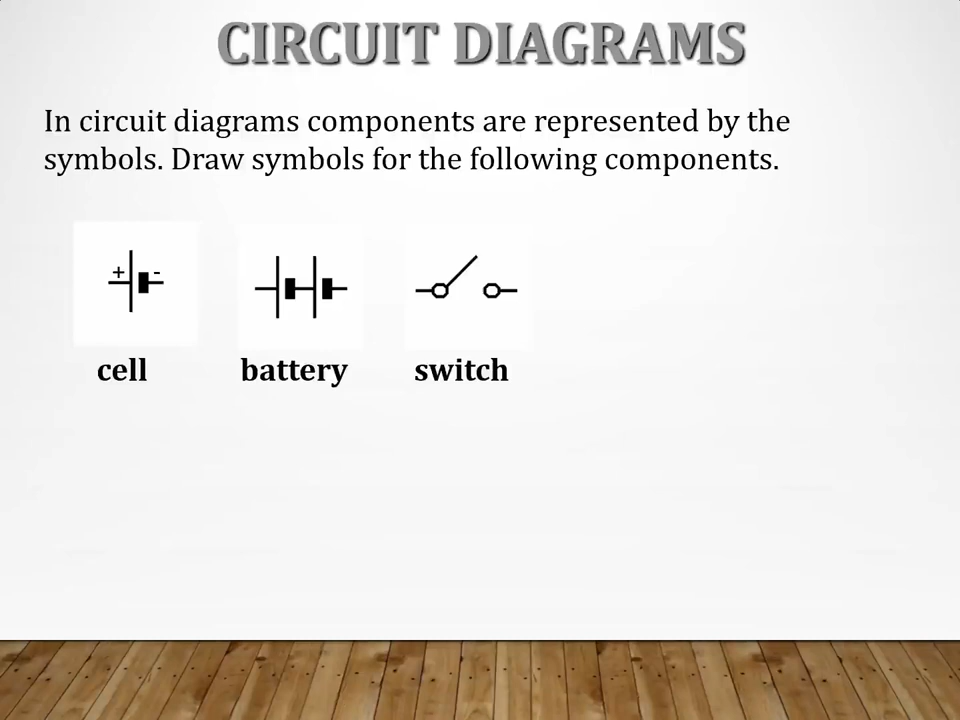 CIRCUIT DIAGRAMS
In circuit diagrams components are represented by the
symbols. Draw symbols for the following components.
+ -
cell battery switch